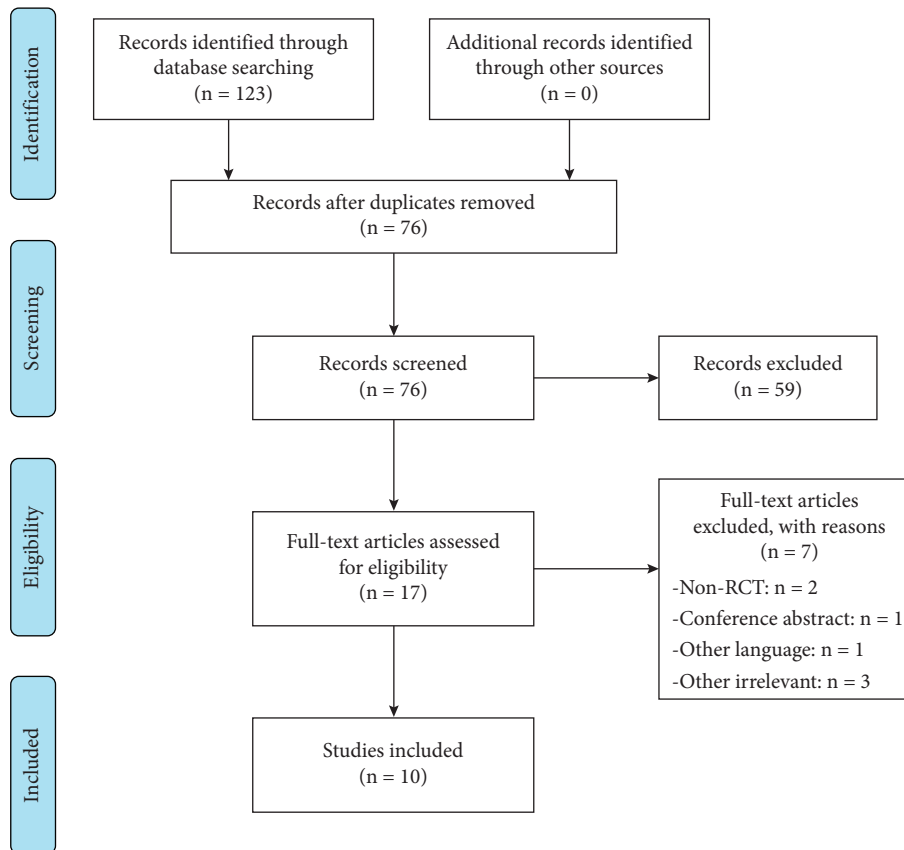 Identification
Records identified through
database searching
(n = 123)
Additional records identified
through other sources
(n = 0)
Records after duplicates removed
(n = 76)
Screening
Records screened
(n = 76)
Records excluded
(n = 59)
Eligibility
Full-text articles assessed
for eligibility
(n = 17)
Full-text articles
excluded, with reasons
(n = 7)
-Non-RCT: n = 2
-Conference abstract: n = 1
-Other language: n = 1
-Other irrelevant: n = 3
Included
Studies included
(n = 10)